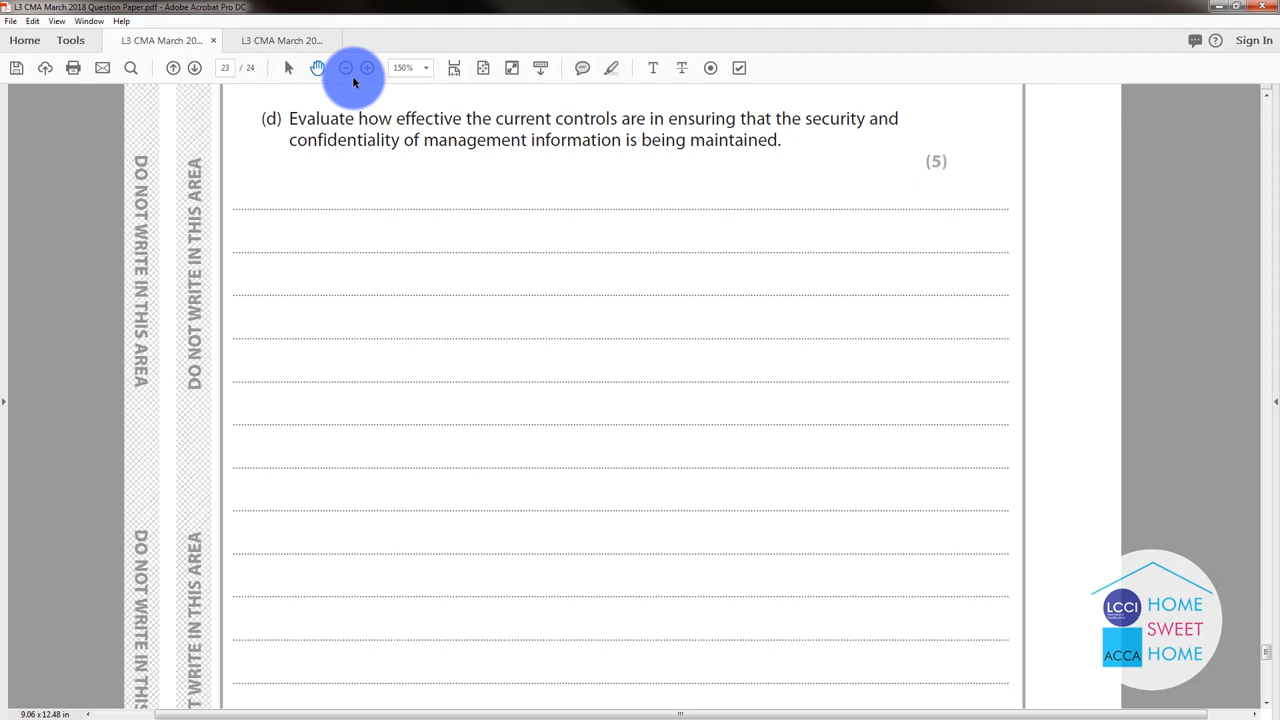 L3 CMA March 2018 Question Paper.pdf - Adobe Acrobat Pro DC
File Edit View Window Help
Home Tools L3 CMA March 20... × L3 CMA March 20... Sign In
23 / 24 150%
(d) Evaluate how effective the current controls are in ensuring that the security and
confidentiality of management information is being maintained.
(5)
DO NOT WRITE IN THIS AREA
DO NOT WRITE IN THIS AREA
DO NOT WRITE IN THIS
T WRITE IN THIS AREA
LCCI HOME
SWEET
ACCA HOME
9.06 x 12.48 in